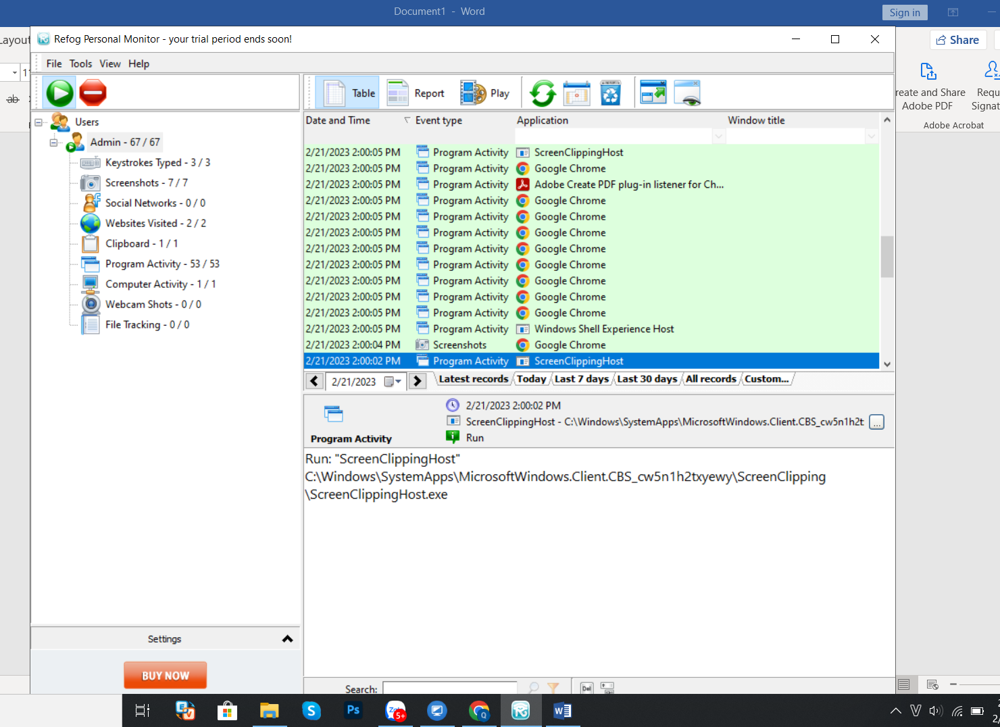 Document1 - Word
Sign in
Layout
Refog Personal Monitor - your trial period ends soon!
Share
File Tools View Help
11
ab
Table Report Play
Create and Share
Adobe PDF
Adobe Acrobat
Users
Admin - 67 / 67
Keystrokes Typed - 3 / 3
Screenshots - 7 / 7
Social Networks - 0 / 0
Websites Visited - 2 / 2
Clipboard - 1 / 1
Program Activity - 53 / 53
Computer Activity - 1 / 1
Webcam Shots - 0 / 0
File Tracking - 0 / 0
Date and Time Event type Application Window title
2/21/2023 2:00:05 PM Program Activity ScreenClippingHost
2/21/2023 2:00:05 PM Program Activity Google Chrome
2/21/2023 2:00:05 PM Program Activity Adobe Create PDF plug-in listener for Ch...
2/21/2023 2:00:05 PM Program Activity Google Chrome
2/21/2023 2:00:05 PM Program Activity Google Chrome
2/21/2023 2:00:05 PM Program Activity Google Chrome
2/21/2023 2:00:05 PM Program Activity Google Chrome
2/21/2023 2:00:05 PM Program Activity Google Chrome
2/21/2023 2:00:05 PM Program Activity Google Chrome
2/21/2023 2:00:05 PM Program Activity Google Chrome
2/21/2023 2:00:05 PM Program Activity Google Chrome
2/21/2023 2:00:05 PM Program Activity Windows Shell Experience Host
2/21/2023 2:00:04 PM Screenshots Google Chrome
2/21/2023 2:00:02 PM Program Activity ScreenClippingHost
2/21/2023 Latest records Today Last 7 days Last 30 days All records Custom...
2/21/2023 2:00:02 PM
ScreenClippingHost - C:\Windows\SystemApps\MicrosoftWindows.Client.CBS_cw5n1h2t ...
Program Activity Run
Run: "ScreenClippingHost"
C:\Windows\SystemApps\MicrosoftWindows.Client.CBS_cw5n1h2txyewy\ScreenClipping
\ScreenClippingHost.exe
Settings
BUY NOW
Search: Del